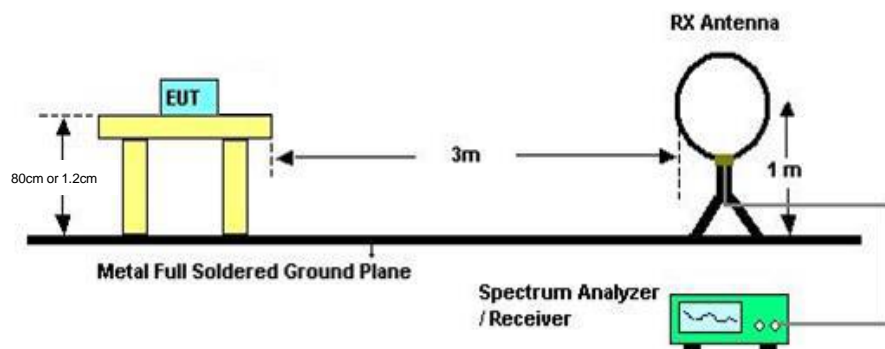 RX Antenna
EUT
80cm or 1.2cm
3m
1 m
Metal Full Soldered Ground Plane
Spectrum Analyzer
/ Receiver